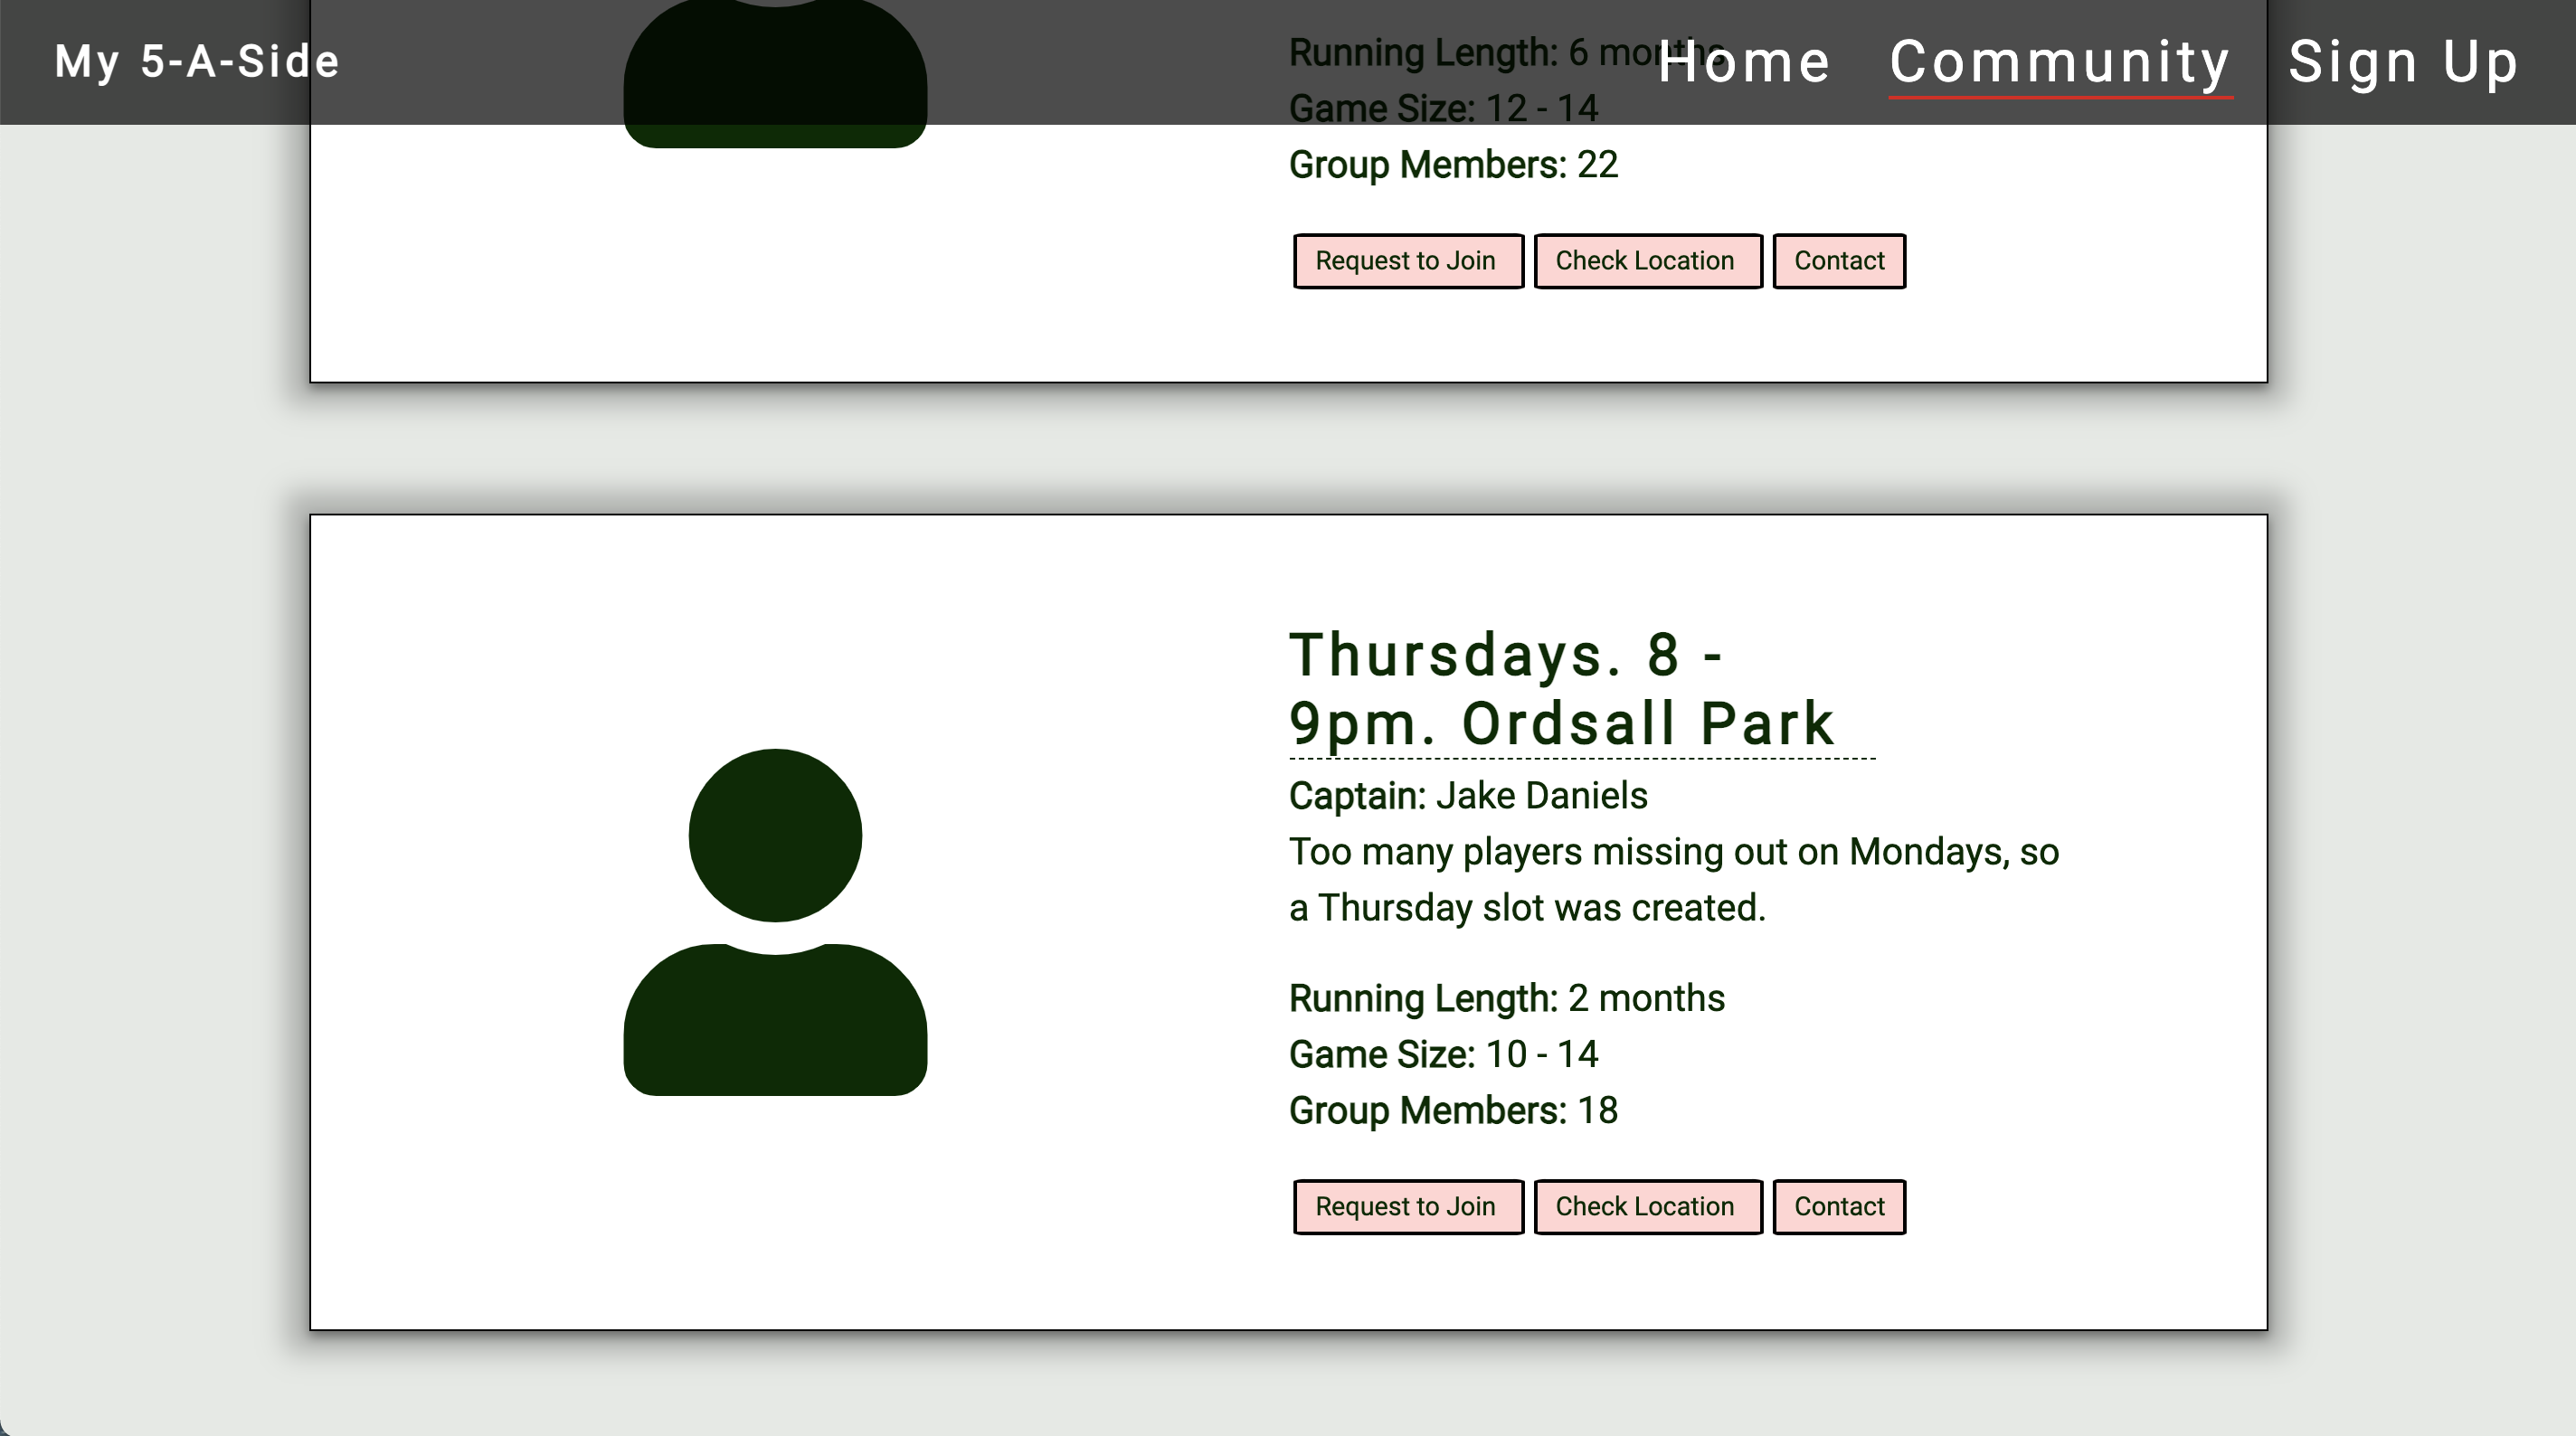 My 5-A-Side
Home Community Sign Up
Running Length: 6 months
Game Size: 12 - 14
Group Members: 22
Request to Join Check Location Contact
Thursdays. 8 -
9pm. Ordsall Park
Captain: Jake Daniels
Too many players missing out on Mondays, so
a Thursday slot was created.
Running Length: 2 months
Game Size: 10 - 14
Group Members: 18
Request to Join Check Location Contact